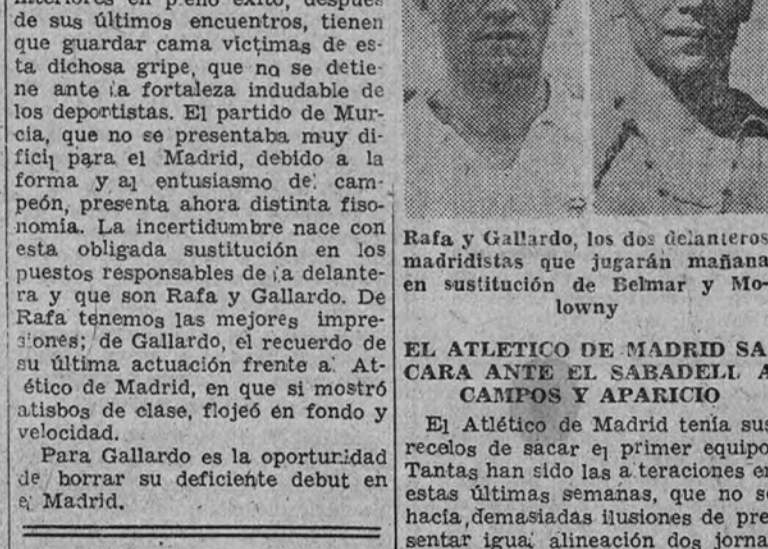 interiores en pleno éxito, después
de sus últimos encuentros, tienen
que guardar cama víctimas de es-
ta dichosa gripe, que no se detie-
ne ante la fortaleza indudable de
los deportistas. El partido de Mur-
cia, que no se presentaba muy di-
fícil para el Madrid, debido a la
forma y al entusiasmo del cam-
peón, presenta ahora distinta fiso-
nomía. La incertidumbre nace con
esta obligada sustitución en los
puestos responsables de la delante-
ra y que son Rafa y Gallardo. De
Rafa tenemos las mejores impre-
siones; de Gallardo, el recuerdo de
su última actuación frente al At-
ético de Madrid, en que si mostró
atisbos de clase, flojeó en fondo y
velocidad.
Para Gallardo es la oportunidad
de borrar su deficiente debut en
el Madrid.
Rafa y Gallardo, los dos delanteros
madridistas que jugarán mañana
en sustitución de Belmar y Mo-
lowny
EL ATLETICO DE MADRID SA
CARA ANTE EL SABADELL A
CAMPOS Y APARICIO
El Atlético de Madrid tenía sus
recelos de sacar el primer equipo
Tantas han sido las alteraciones en
estas últimas semanas, que no se
hacía demasiadas ilusiones de pre
sentar igual alineación dos jorna